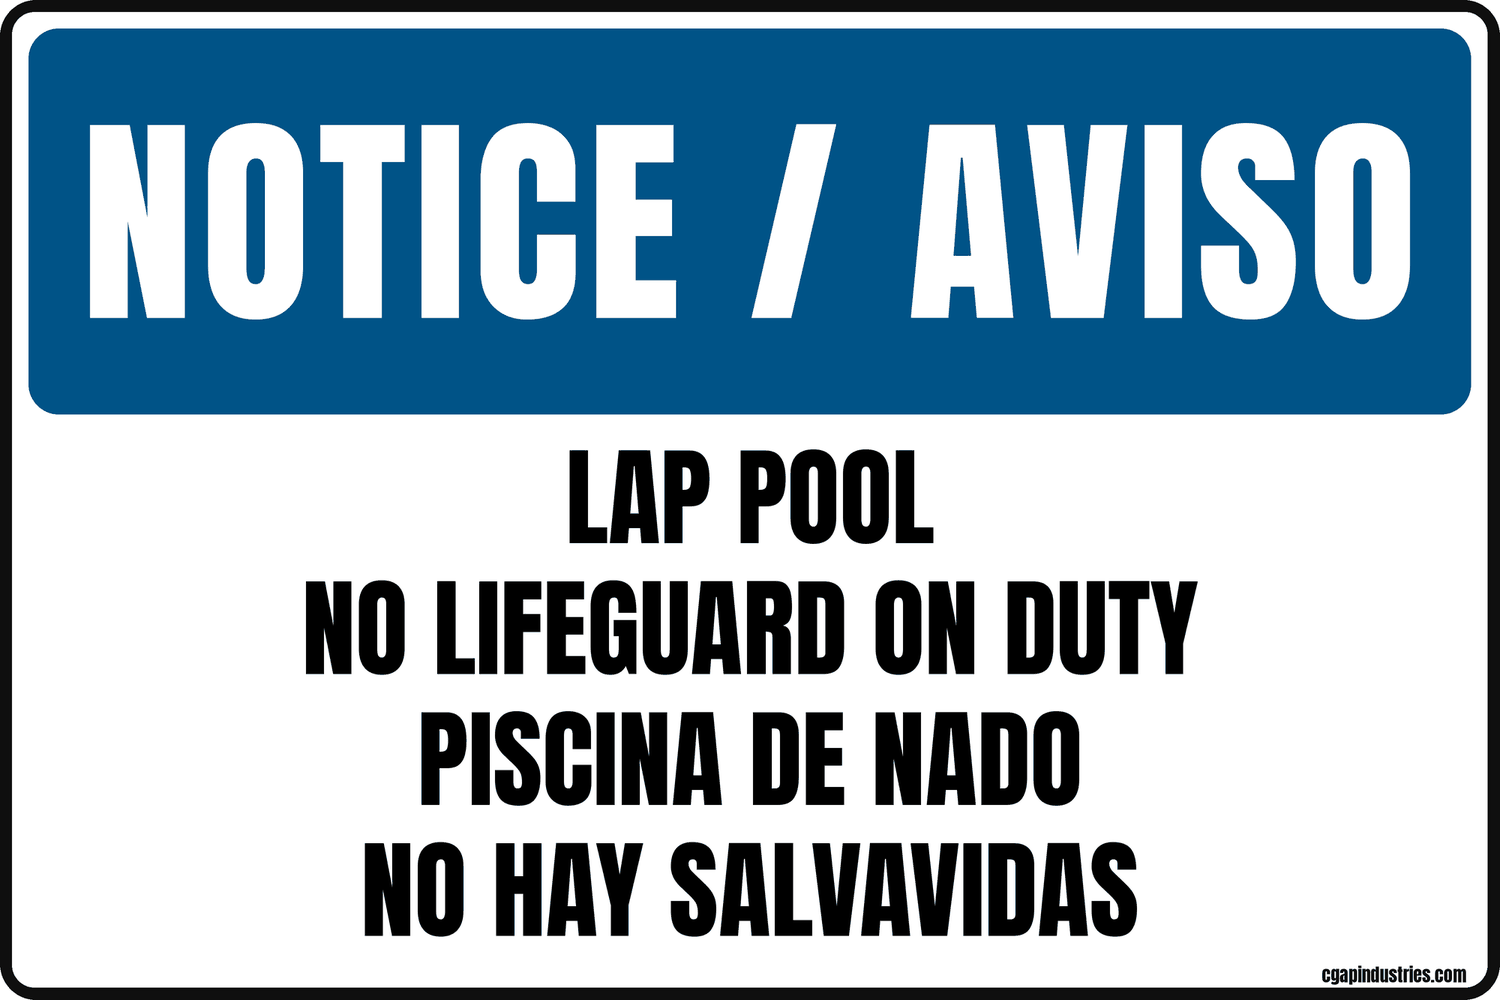 NOTICE / AVISO
LAP POOL
NO LIFEGUARD ON DUTY
PISCINA DE NADO
NO HAY SALVAVIDAS
cgapindustries.com